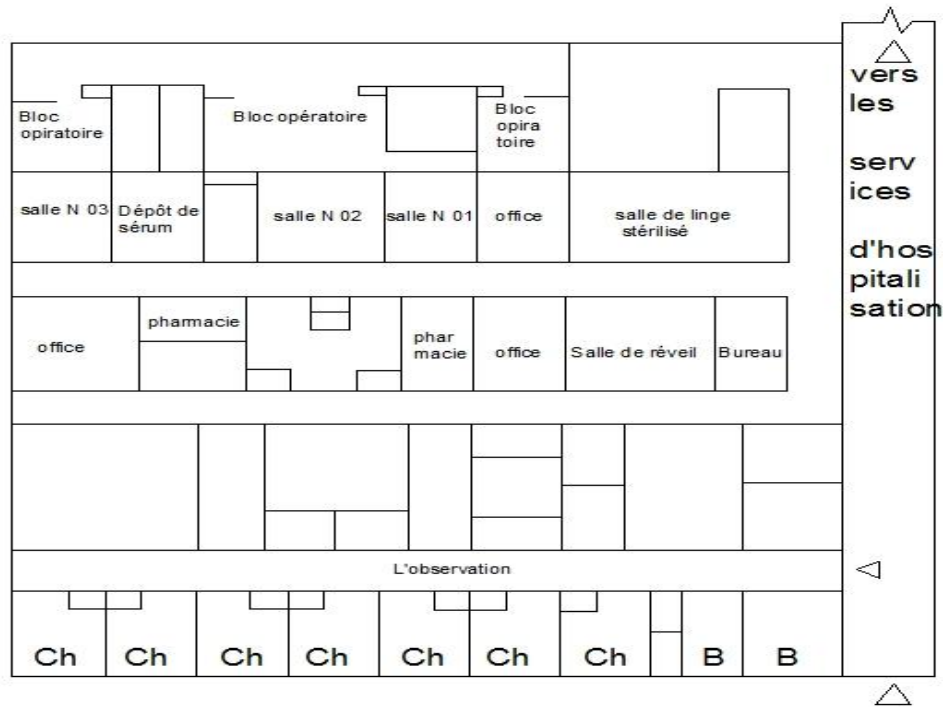 vers
les
serv
ices
d'hos
pitali
sation
Bloc
opiratoire
Bloc opératoire
Bloc
opira
toire
salle N 03
Dépôt de
sérum
salle N 02
salle N 01
office
salle de linge
stérilisé
office
pharmacie
phar
macie
office
Salle de réveil
Bureau
L'observation
Ch
Ch
Ch
Ch
Ch
Ch
Ch
B
B